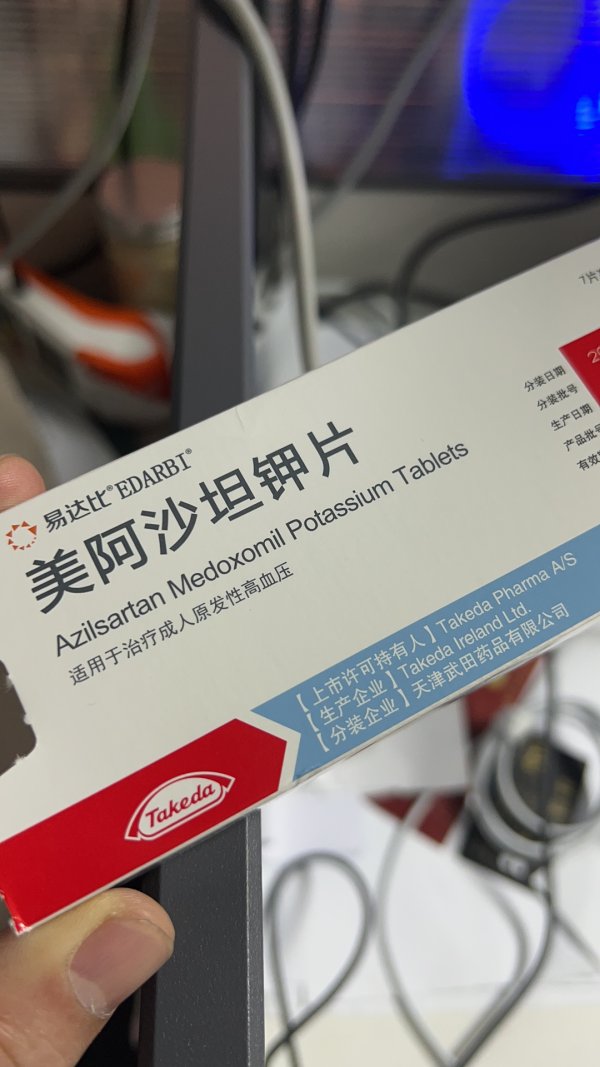 易达比® EDARBI®
美阿沙坦钾片
Azilsartan Medoxomil Potassium Tablets
适用于治疗成人原发性高血压
【上市许可持有人】Takeda Pharma A/S
【生产企业】Takeda Ireland Ltd.
【分装企业】天津武田药品有限公司
Takeda
7片
分装日期
分装批号
生产日期
产品批号
有效